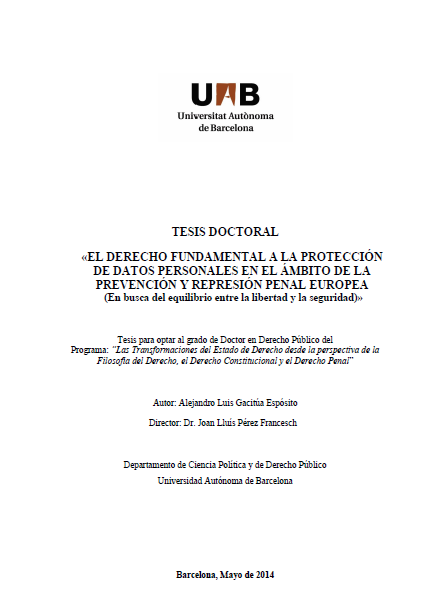 UAB
Universitat Autònoma
de Barcelona
TESIS DOCTORAL
«EL DERECHO FUNDAMENTAL A LA PROTECCIÓN
DE DATOS PERSONALES EN EL ÁMBITO DE LA
PREVENCIÓN Y REPRESIÓN PENAL EUROPEA
(En busca del equilibrio entre la libertad y la seguridad)»
Tesis para optar al grado de Doctor en Derecho Público del
Programa: "Las Transformaciones del Estado de Derecho desde la perspectiva de la
Filosofía del Derecho, el Derecho Constitucional y el Derecho Penal"
Autor: Alejandro Luis Gacitúa Espósito
Director: Dr. Joan Lluís Pérez Francesch
Departamento de Ciencia Política y de Derecho Público
Universidad Autónoma de Barcelona
Barcelona, Mayo de 2014